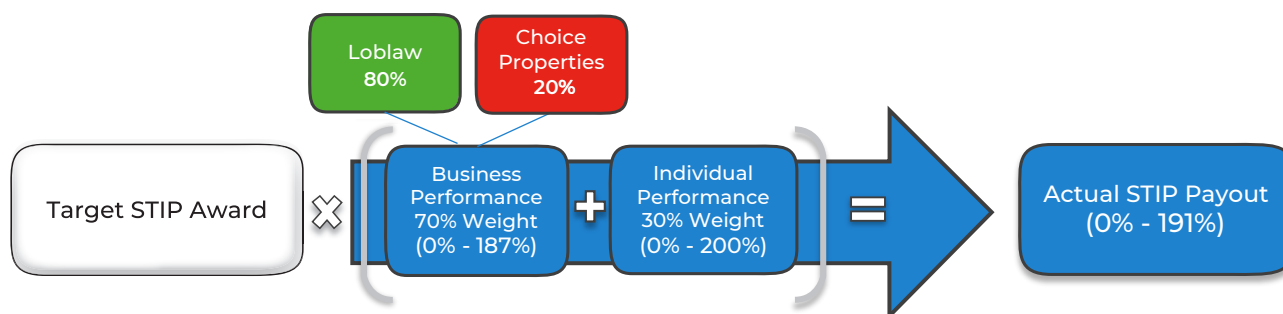 Loblaw
80%
Choice
Properties
20%
Target STIP Award
Business
Performance
70% Weight
(0% - 187%)
+
Individual
Performance
30% Weight
(0% - 200%)
=
Actual STIP Payout
(0% - 191%)